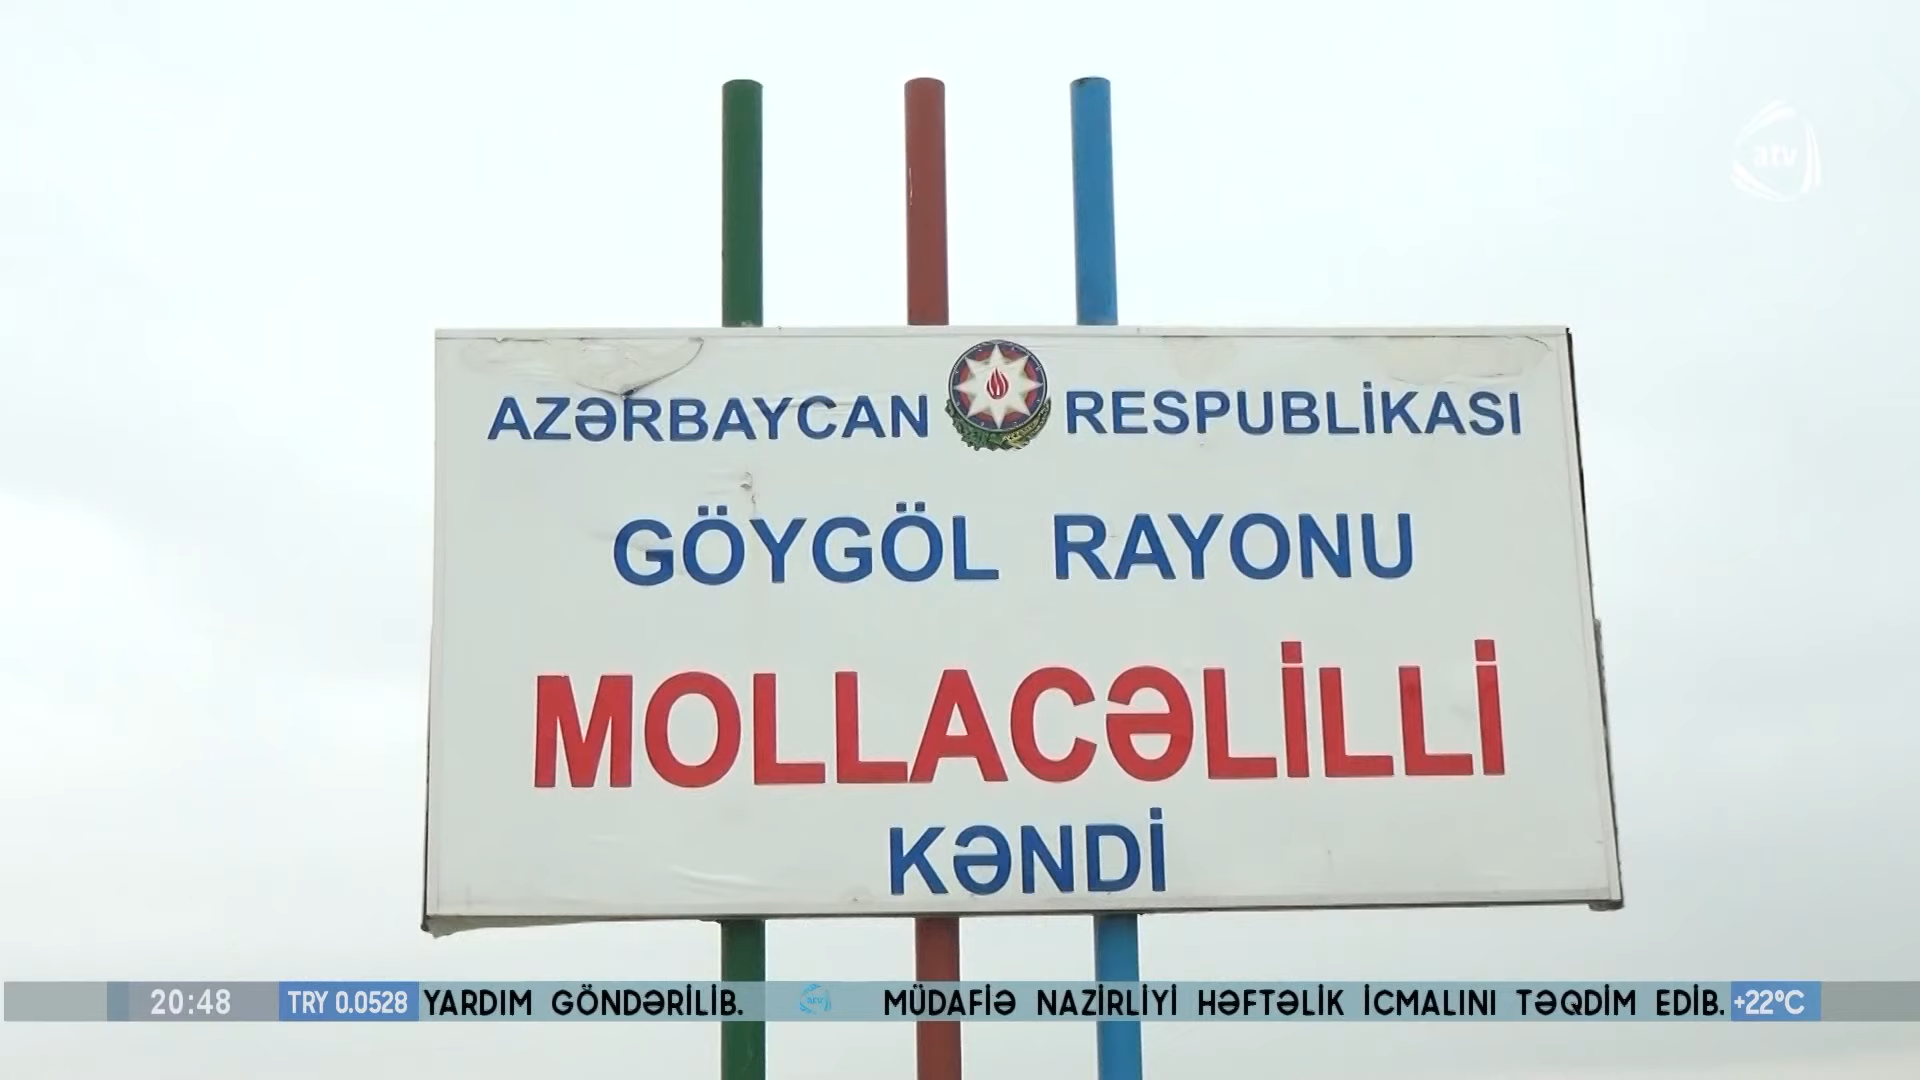 atv
AZƏRBAYCAN RESPUBLİKASI
GÖYGÖL RAYONU
MOLLACƏLİLLİ
KƏNDİ
20:48 TRY 0.0528 YARDIM GÖNDƏRİLİB. atv MÜDAFİƏ NAZİRLİYİ HƏFTƏLİK İCMALINI TƏQDİM EDİB. +22°C